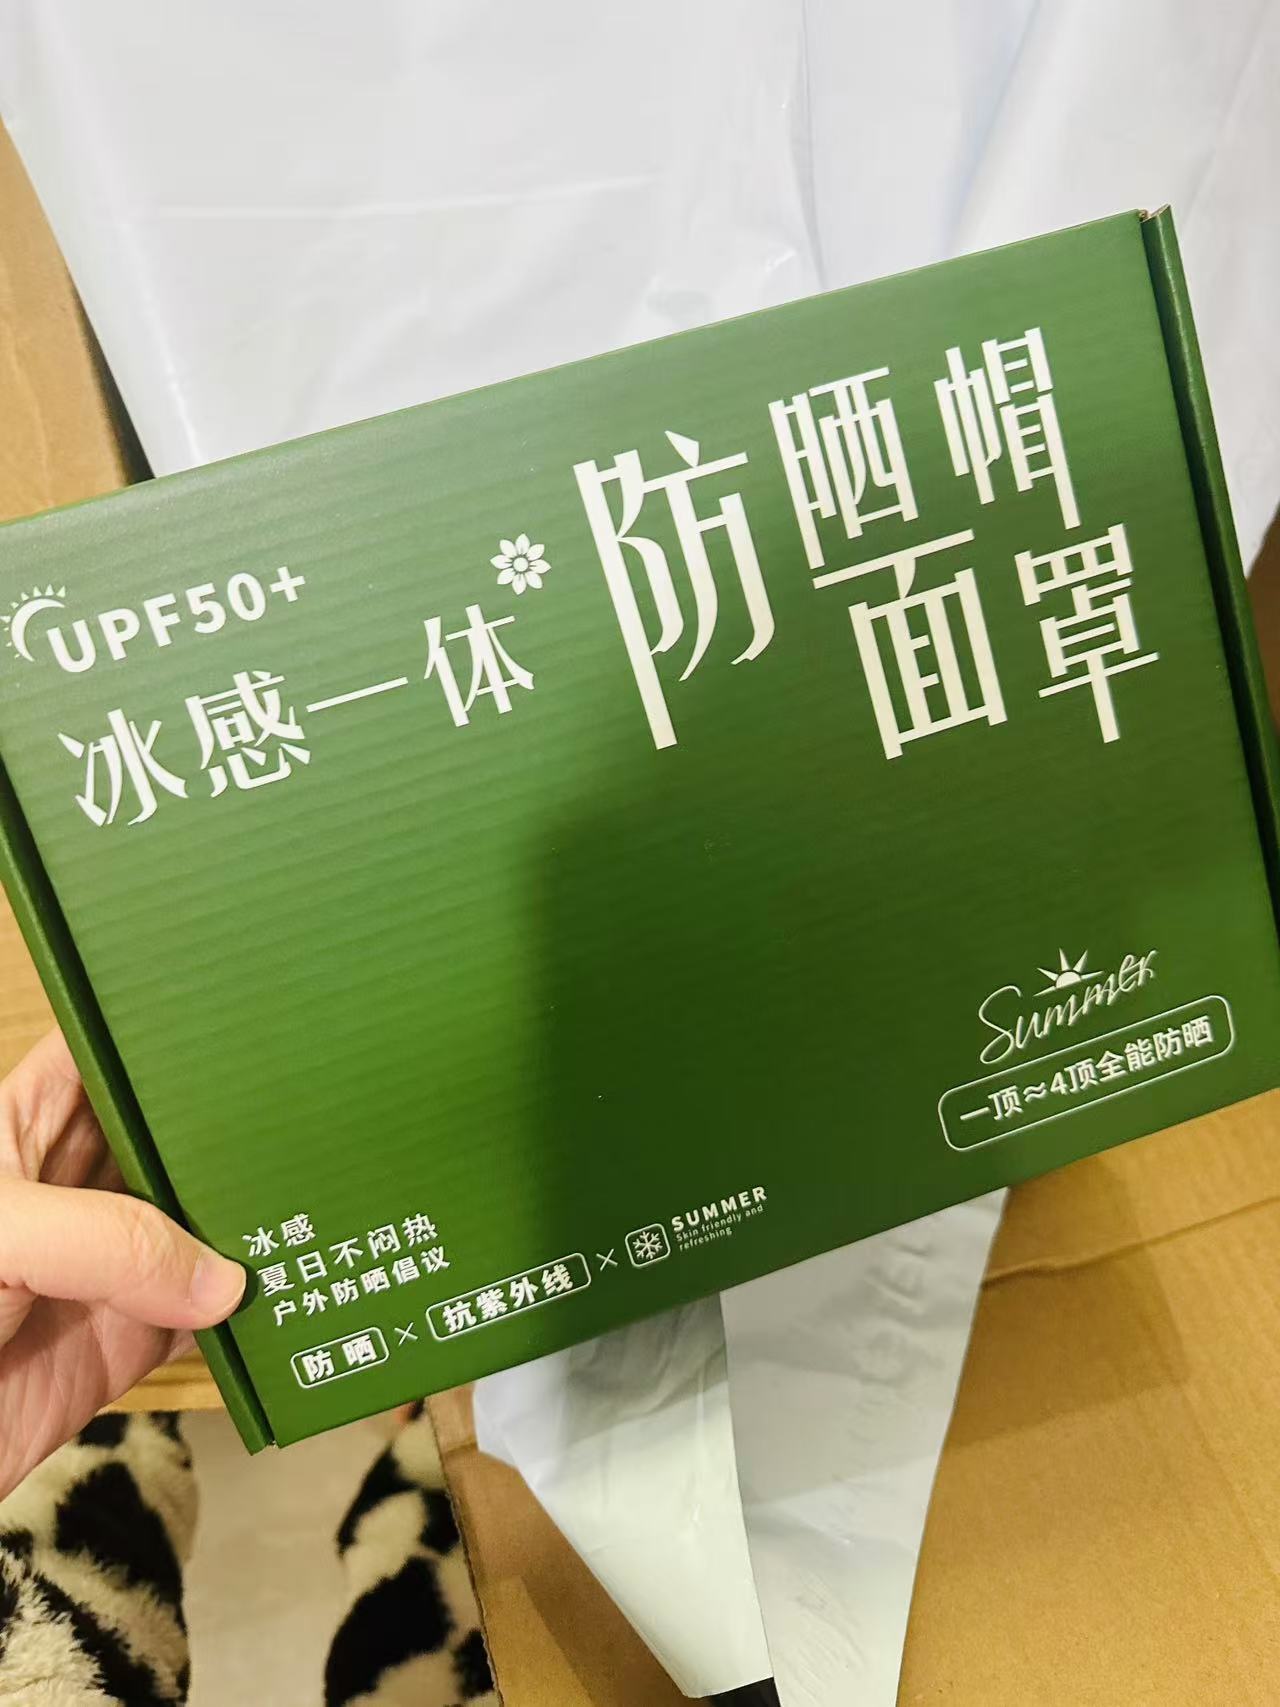 UPF50+
冰感一体
防晒帽
面罩
Summer
一顶≈4顶全能防晒
冰感
夏日不闷热
户外防晒倡议
防晒 × 抗紫外线 × SUMMER
Skin friendly and
refreshing